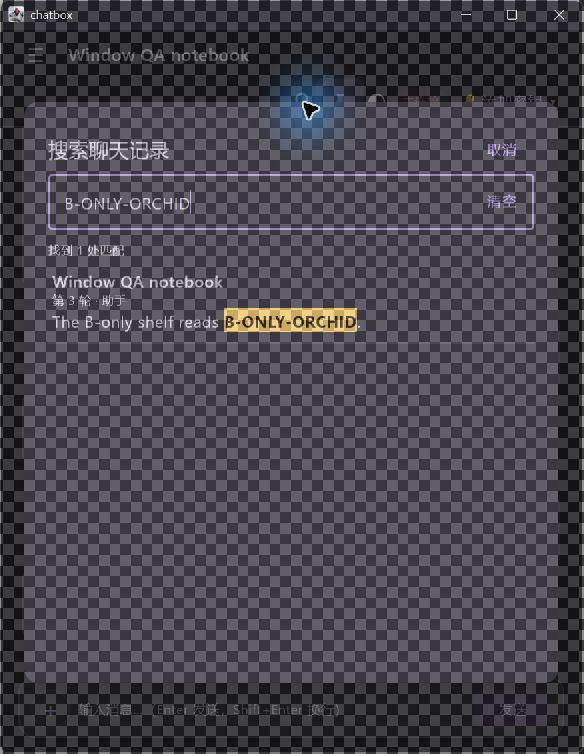 chatbox
Window QA notebook
搜索聊天记录
取消
B-ONLY-ORCHID
清空
找到 1 处匹配
Window QA notebook
第 3 轮 · 助手
The B-only shelf reads B-ONLY-ORCHID.
输入消息… (Enter 发送, Shift+Enter 换行)
发送